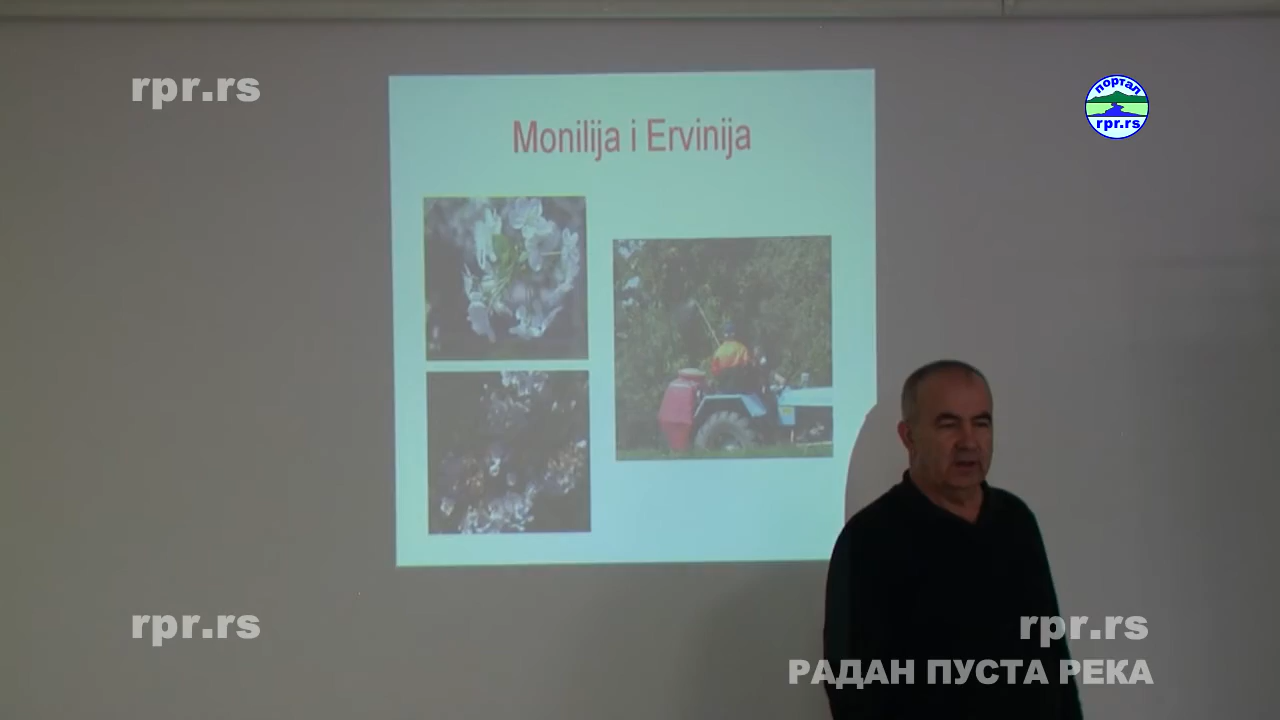 rpr.rs
портал
rpr.rs
Monilija i Ervinija
rpr.rs
rpr.rs
РАДАН ПУСТА РЕКА